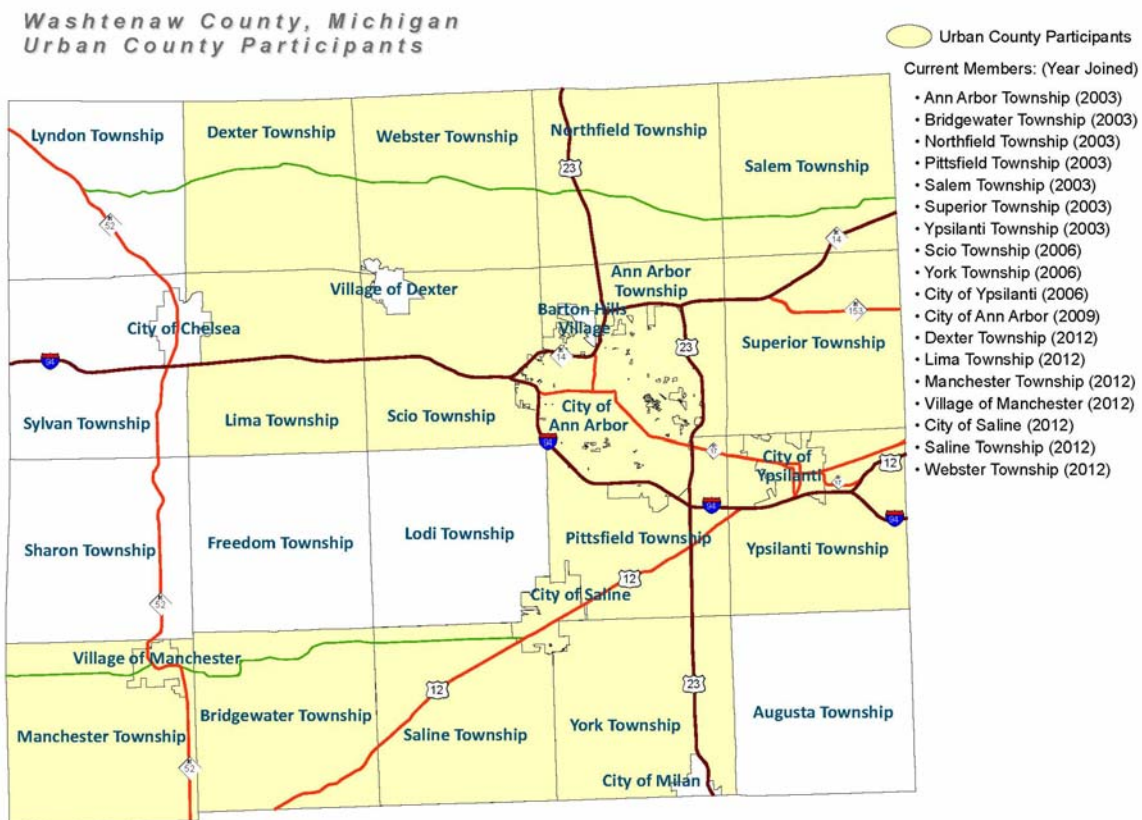 Washtenaw County, Michigan
Urban County Participants
Urban County Participants
Current Members: (Year Joined)
• Ann Arbor Township (2003)
• Bridgewater Township (2003)
• Northfield Township (2003)
• Pittsfield Township (2003)
• Salem Township (2003)
• Superior Township (2003)
• Ypsilanti Township (2003)
• Scio Township (2006)
• York Township (2006)
• City of Ypsilanti (2006)
• City of Ann Arbor (2009)
• Dexter Township (2012)
• Lima Township (2012)
• Manchester Township (2012)
• Village of Manchester (2012)
• City of Saline (2012)
• Saline Township (2012)
• Webster Township (2012)
Lyndon Township
Dexter Township
Webster Township
Northfield Township
Salem Township
23
52
14
Ann Arbor
Township
Village of Dexter
Barton Hills
Village
153
City of Chelsea
14
23
Superior Township
94
Sylvan Township
Lima Township
Scio Township
City of
Ann Arbor
94
City of
Ypsilanti
12
94
94
Sharon Township
Freedom Township
Lodi Township
Pittsfield Township
Ypsilanti Township
12
52
City of Saline
Village of Manchester
12
23
Manchester Township
Bridgewater Township
Saline Township
York Township
Augusta Township
52
City of Milan